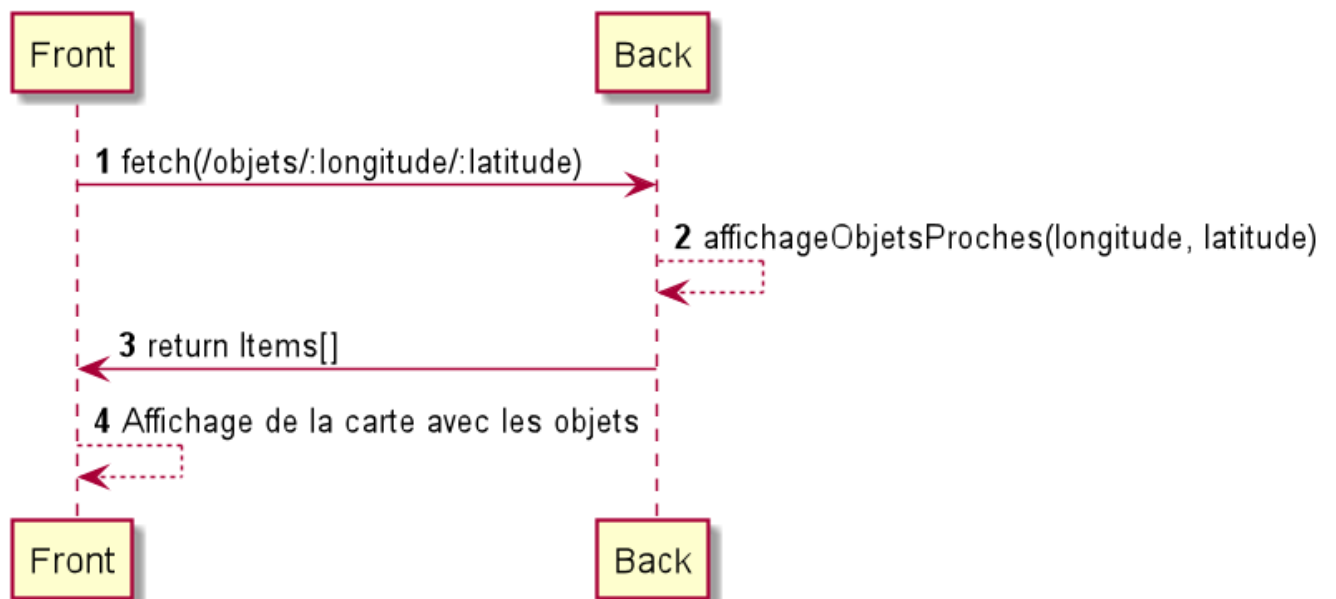 Front Back
1 fetch(/objets/:longitude/:latitude)
2 affichageObjetsProches(longitude, latitude)
3 return Items[]
4 Affichage de la carte avec les objets
Front Back